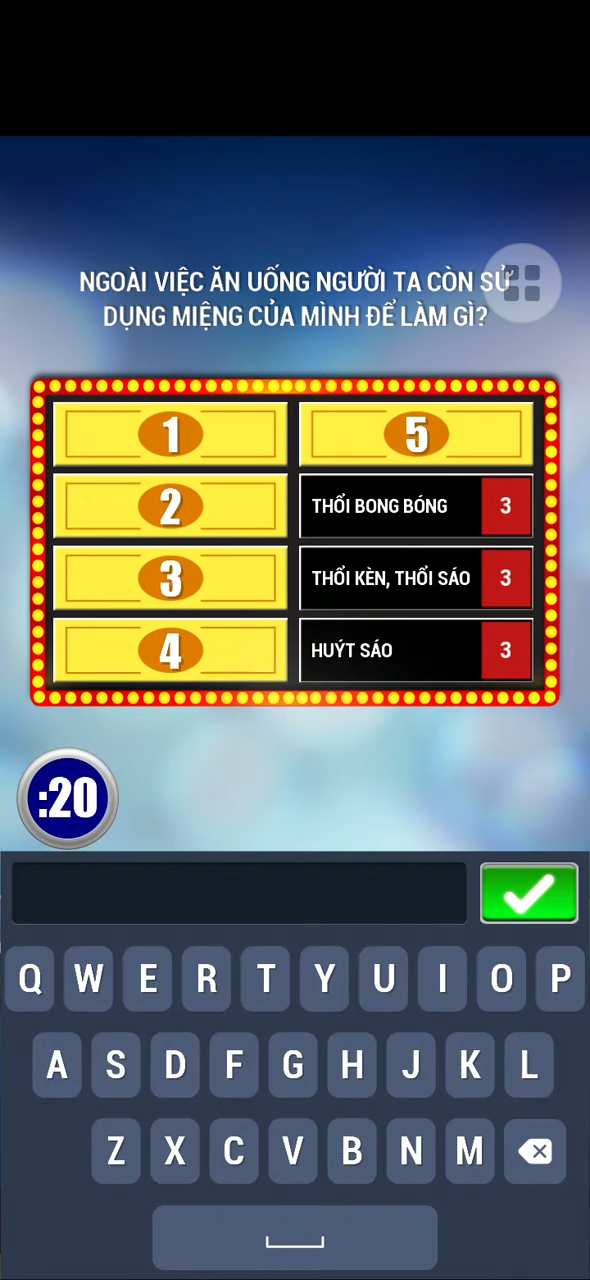 NGOÀI VIỆC ĂN UỐNG NGƯỜI TA CÒN SỬ
DỤNG MIỆNG CỦA MÌNH ĐỂ LÀM GÌ?
1
5
2
THỔI BONG BÓNG 3
3
THỔI KÈN, THỔI SÁO 3
4
HUÝT SÁO 3
:20
Q W E R T Y U I O P
A S D F G H J K L
Z X C V B N M